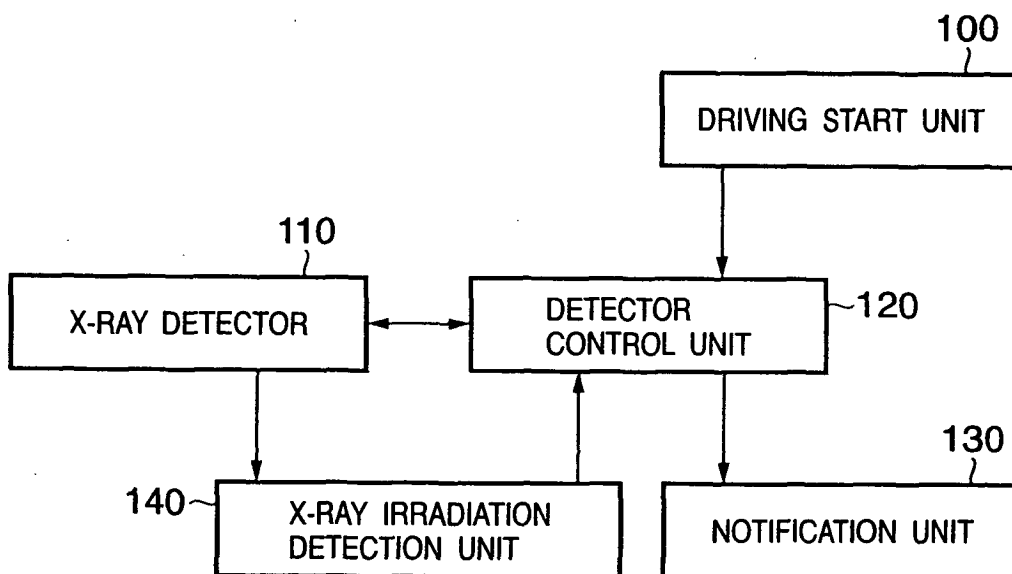 100
DRIVING START UNIT
110
X-RAY DETECTOR
DETECTOR
CONTROL UNIT
120
130
140
X-RAY IRRADIATION
DETECTION UNIT
NOTIFICATION UNIT